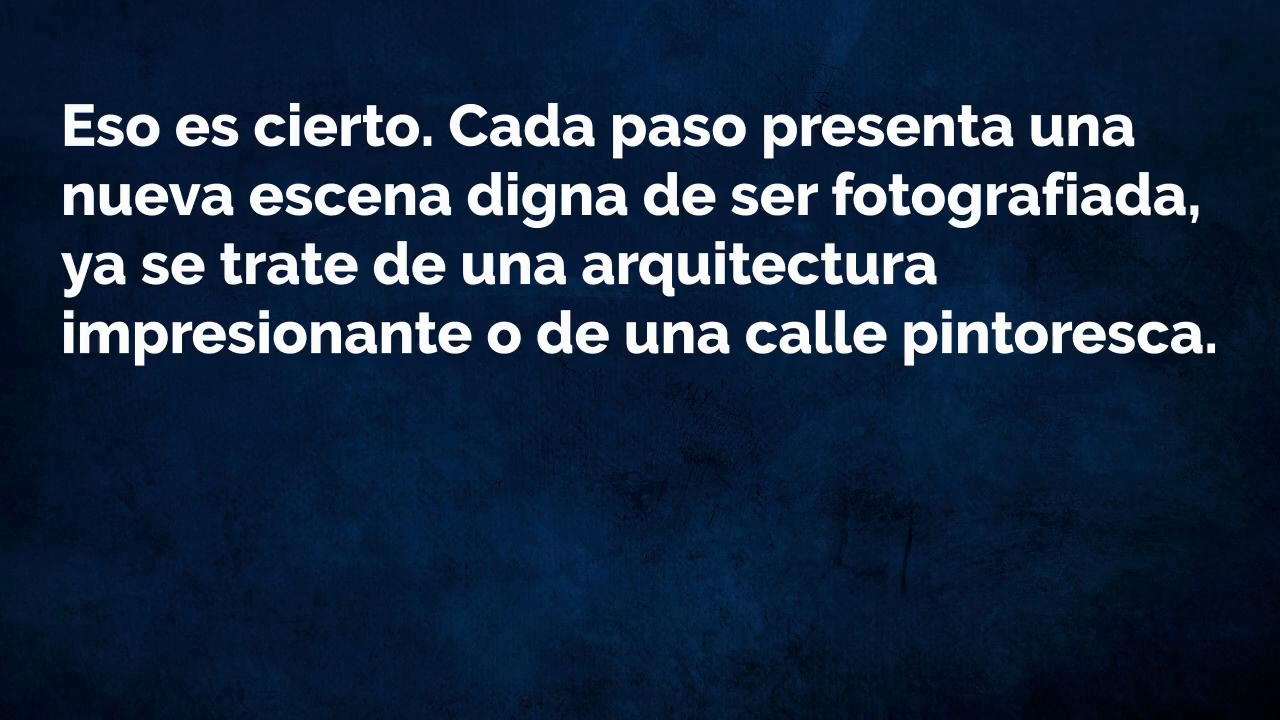 Eso es cierto. Cada paso presenta una
nueva escena digna de ser fotografiada,
ya se trate de una arquitectura
impresionante o de una calle pintoresca.